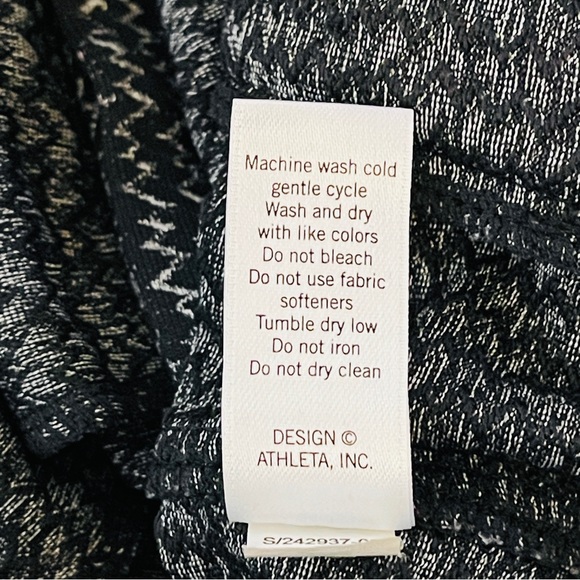 Machine wash cold
gentle cycle
Wash and dry
with like colors
Do not bleach
Do not use fabric
softeners
Tumble dry low
Do not iron
Do not dry clean
DESIGN ©
ATHLETA, INC.